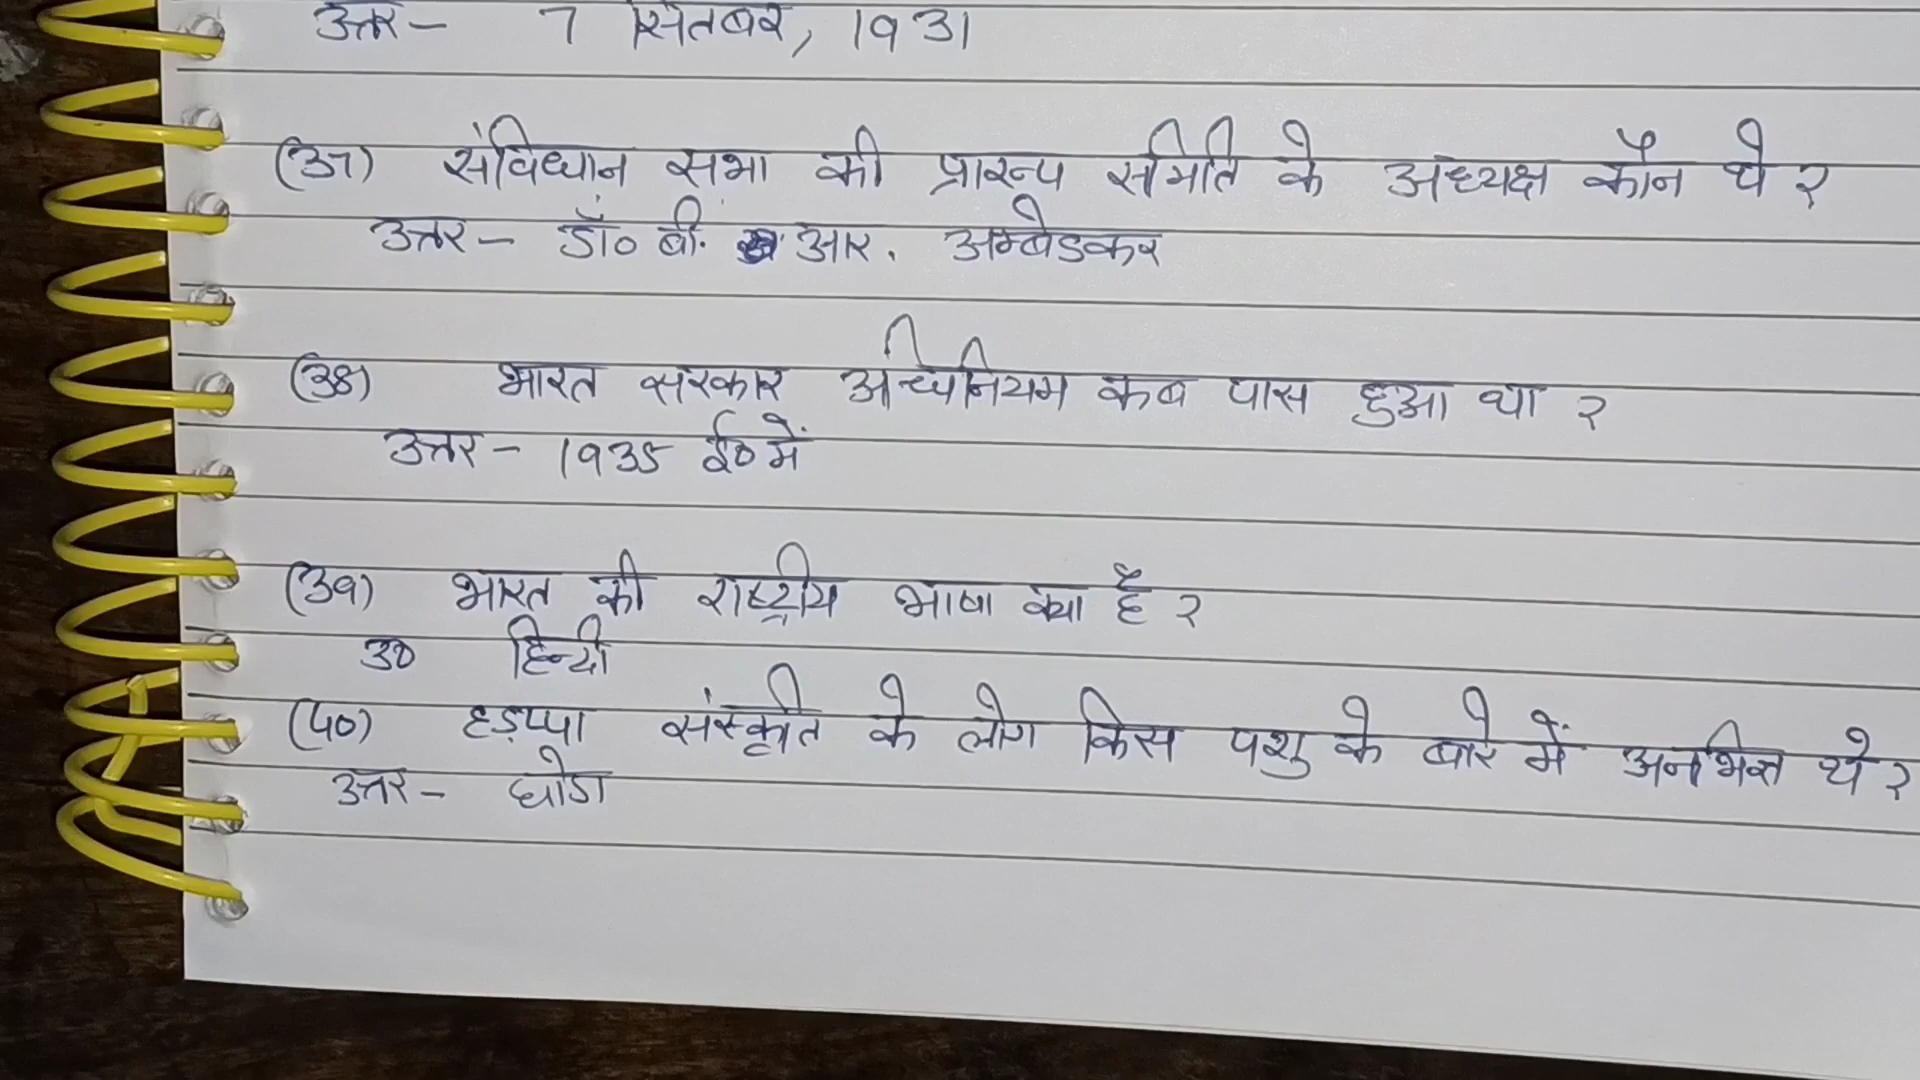 उत्तर- 7 सितंबर, 1931
(37) संविधान सभा की प्रारूप समिति के अध्यक्ष कौन थे ?
उत्तर- डॉ० बी. आर. अम्बेडकर
(38) भारत सरकार अधिनियम कब पास हुआ था ?
उत्तर- 1935 ई० में
(39) भारत की राष्ट्रीय भाषा क्या है ?
उ० हिन्दी
(40) हड़प्पा संस्कृति के लोग किस पशु के बारे में अनभिज्ञ थे ?
उत्तर- घोडा